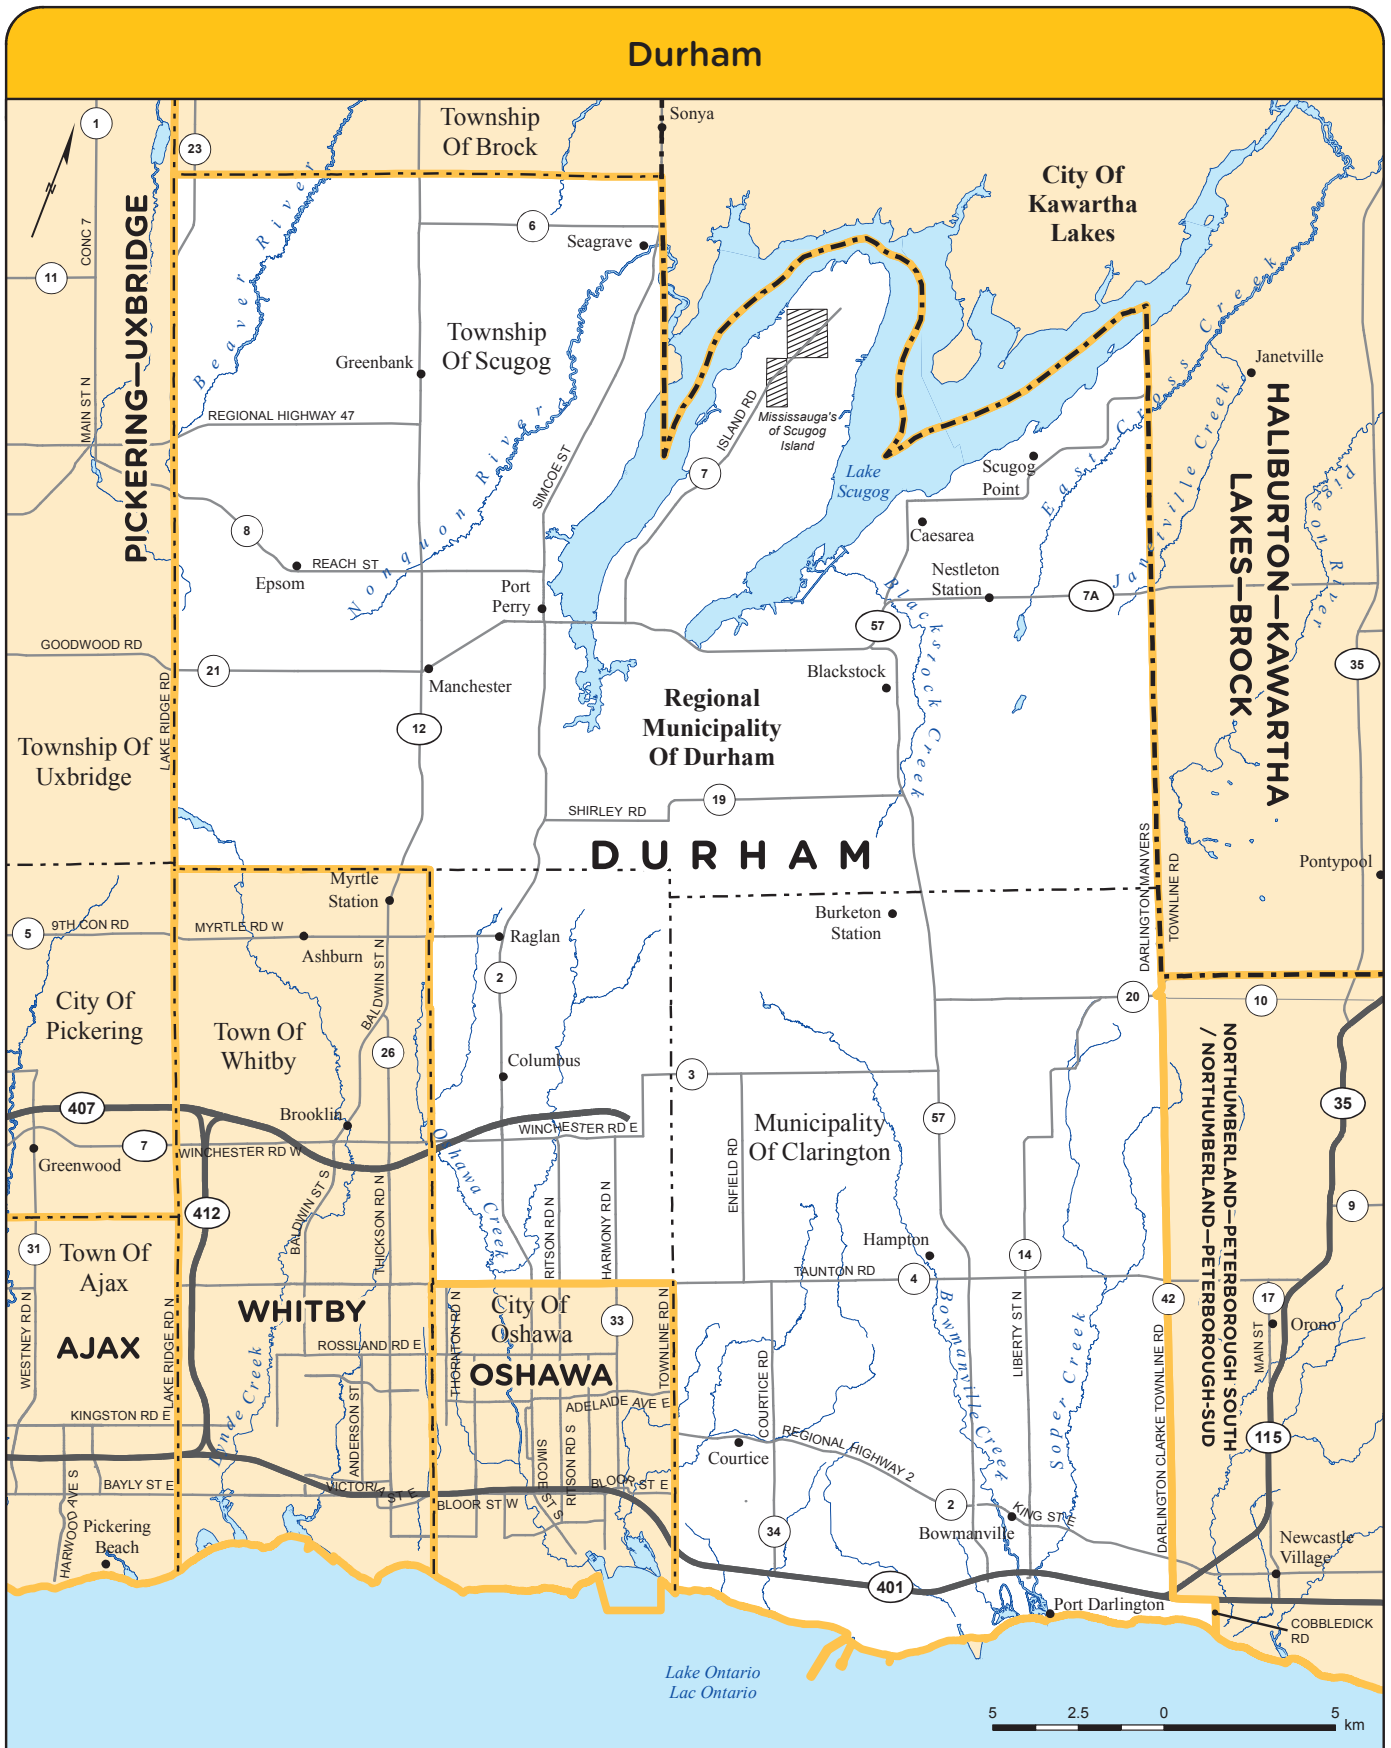 Durham
Township
Of Brock
Sonya
1
23
City Of
Kawartha
Lakes
CONC 7
6
Seagrave
11
Beaver River
PICKERING—UXBRIDGE
Township
Of Scugog
Greenbank
Janetville
East Cross Creek
MAIN ST N
REGIONAL HIGHWAY 47
ISLAND RD
Mississauga's
of Scugog
Island
HALIBURTON—KAWARTHA
LAKES—BROCK
Nonquon River
SIMCOE ST
7
Lake
Scugog
Scugog
Point
Janetville Creek
Pigeon River
8
Caesarea
Epsom
REACH ST
Port
Perry
Nestleton
Station
7A
57
Blackstock Creek
GOODWOOD RD
21
Manchester
Blackstock
35
LAKE RIDGE RD
12
Regional
Municipality
Of Durham
Township Of
Uxbridge
19
SHIRLEY RD
DURHAM
DARLINGTON MANVERS
TOWNLINE RD
Pontypool
Myrtle
Station
Burketon
Station
5
9TH CON RD
MYRTLE RD W
Ashburn
Raglan
BALDWIN ST N
2
20
10
City Of
Pickering
Town Of
Whitby
26
Columbus
3
NORTHUMBERLAND—PETERBOROUGH SOUTH
/ NORTHUMBERLAND—PETERBOROUGH-SUD
407
Brooklin
WINCHESTER RD E
Municipality
Of Clarington
57
35
7
WINCHESTER RD W
Greenwood
Oshawa Creek
ENFIELD RD
BALDWIN ST S
THICKSON RD N
RITSON RD N
HARMONY RD N
412
9
31
Town Of
Ajax
Hampton
14
TAUNTON RD
4
WHITBY
City Of
Oshawa
33
42
17
Orono
WESTNEY RD N
LAKE RIDGE RD N
AJAX
ROSSLAND RD E
THORNTON RD N
TOWNLINE RD N
OSHAWA
COURTICE RD
LIBERTY ST N
Bowmanville Creek
Soper Creek
DARLINGTON CLARKE TOWNLINE RD
MAIN ST
KINGSTON RD E
Lynde Creek
ANDERSON ST
ADELAIDE AVE E
REGIONAL HIGHWAY 2
Courtice
115
SIMCOE ST S
RITSON RD S
BAYLY ST E
HARWOOD AVE S
VICTORIA ST E
BLOOR ST E
BLOOR ST W
2
KING ST E
Bowmanville
Pickering
Beach
34
Newcastle
Village
401
Port Darlington
COBBLEDICK
RD
Lake Ontario
Lac Ontario
5 2.5 0 5 km
N